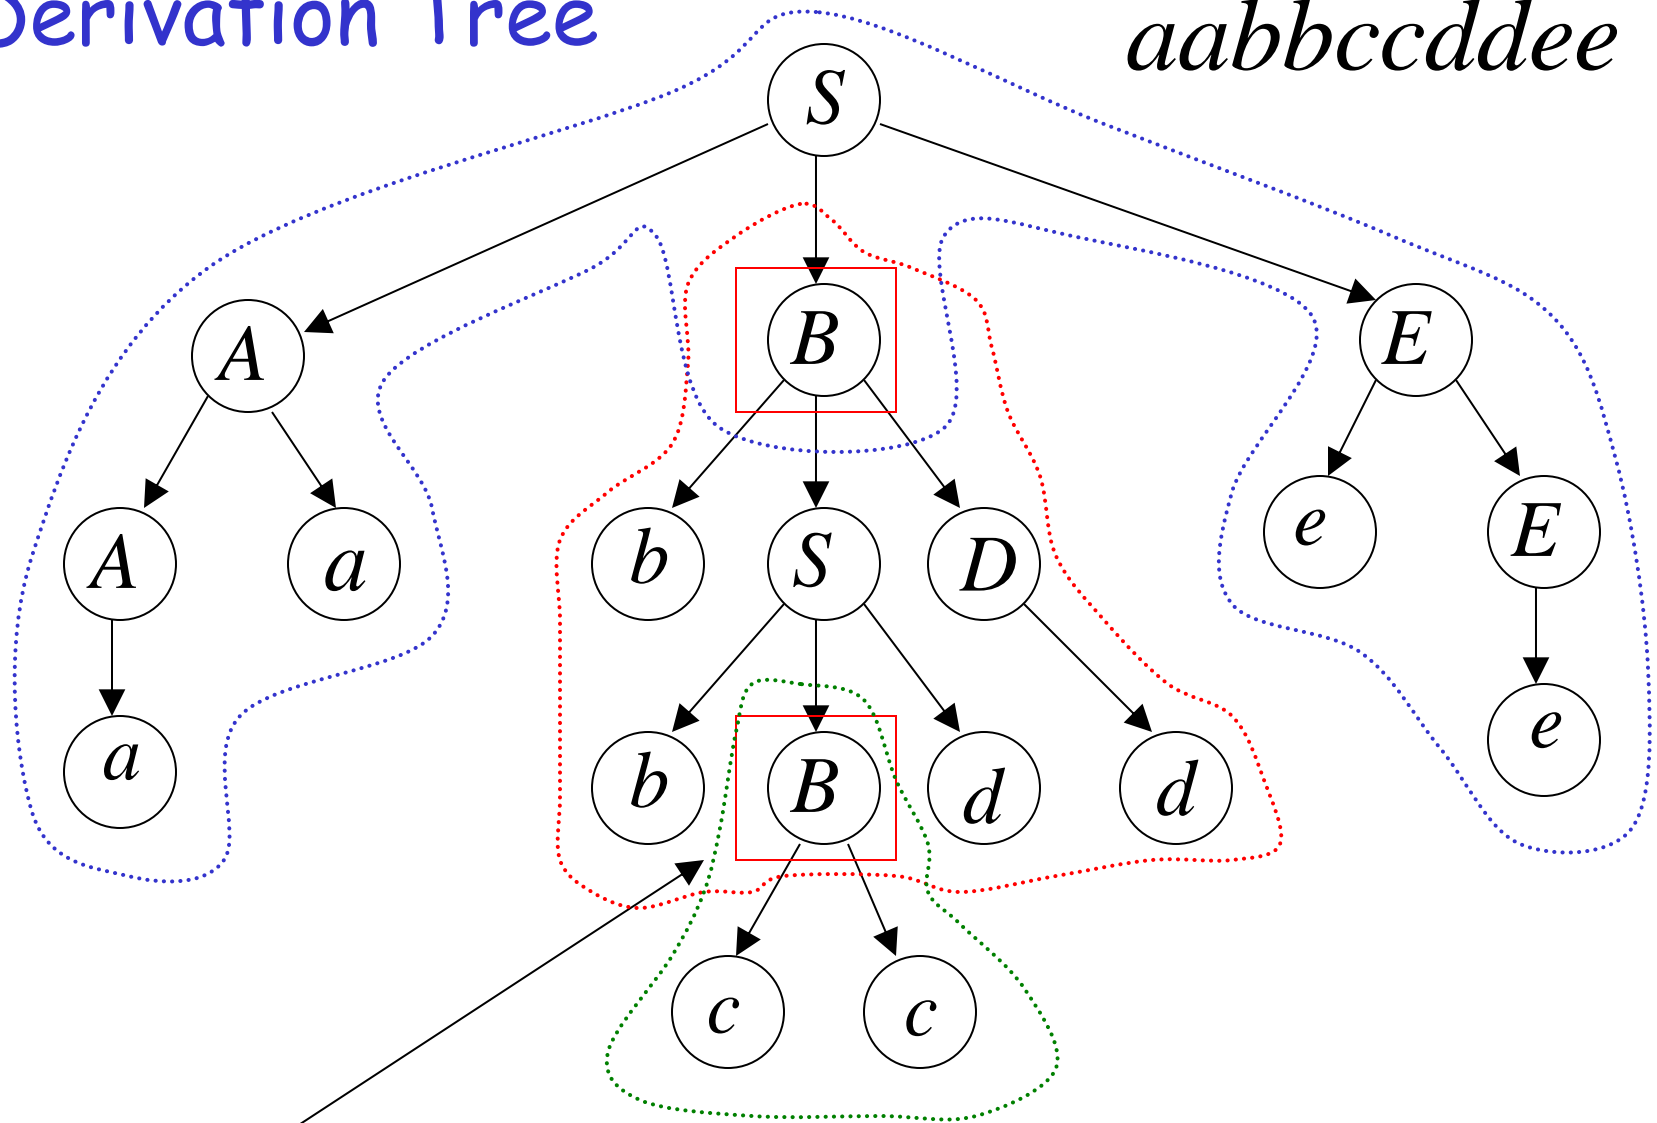 Derivation Tree
aabbccddee
S
A B E
A a b S D e E
a b B d d e
c c